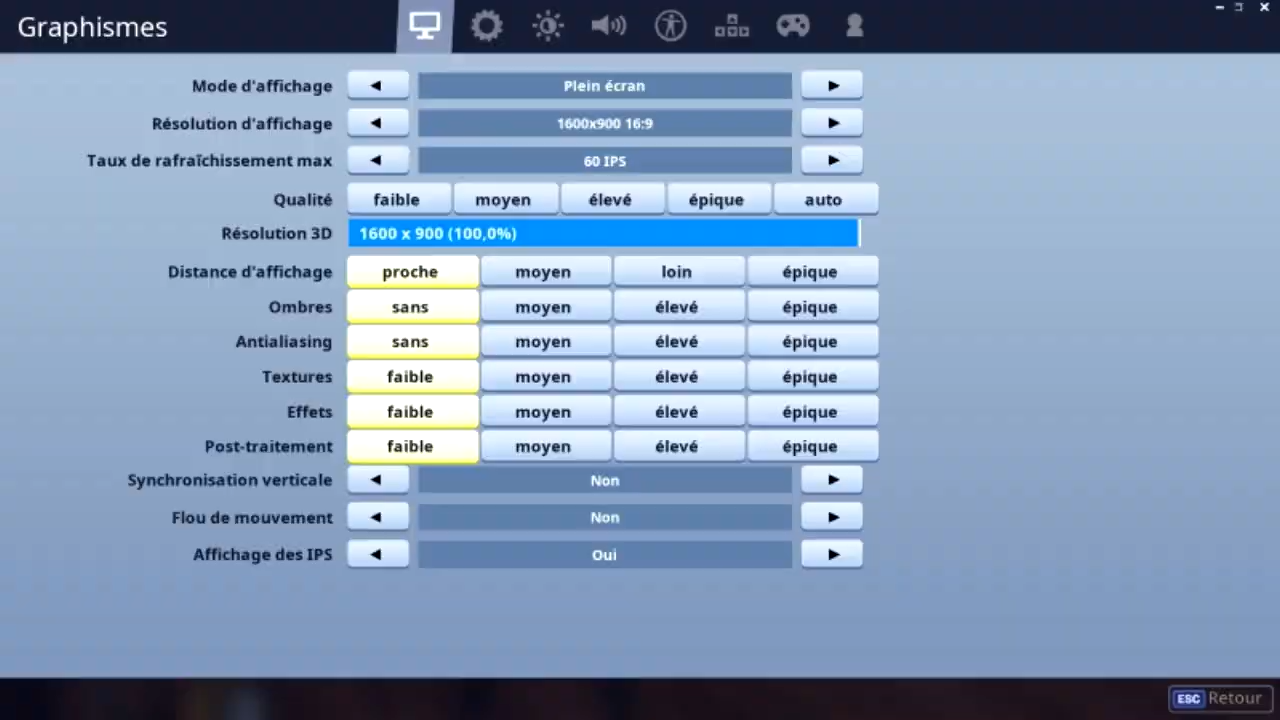 Graphismes
Mode d'affichage Plein écran
Résolution d'affichage 1600x900 16:9
Taux de rafraîchissement max 60 IPS
Qualité faible moyen élevé épique auto
Résolution 3D 1600 x 900 (100,0%)
Distance d'affichage proche moyen loin épique
Ombres sans moyen élevé épique
Antialiasing sans moyen élevé épique
Textures faible moyen élevé épique
Effets faible moyen élevé épique
Post-traitement faible moyen élevé épique
Synchronisation verticale Non
Flou de mouvement Non
Affichage des IPS Oui
ESC Retour